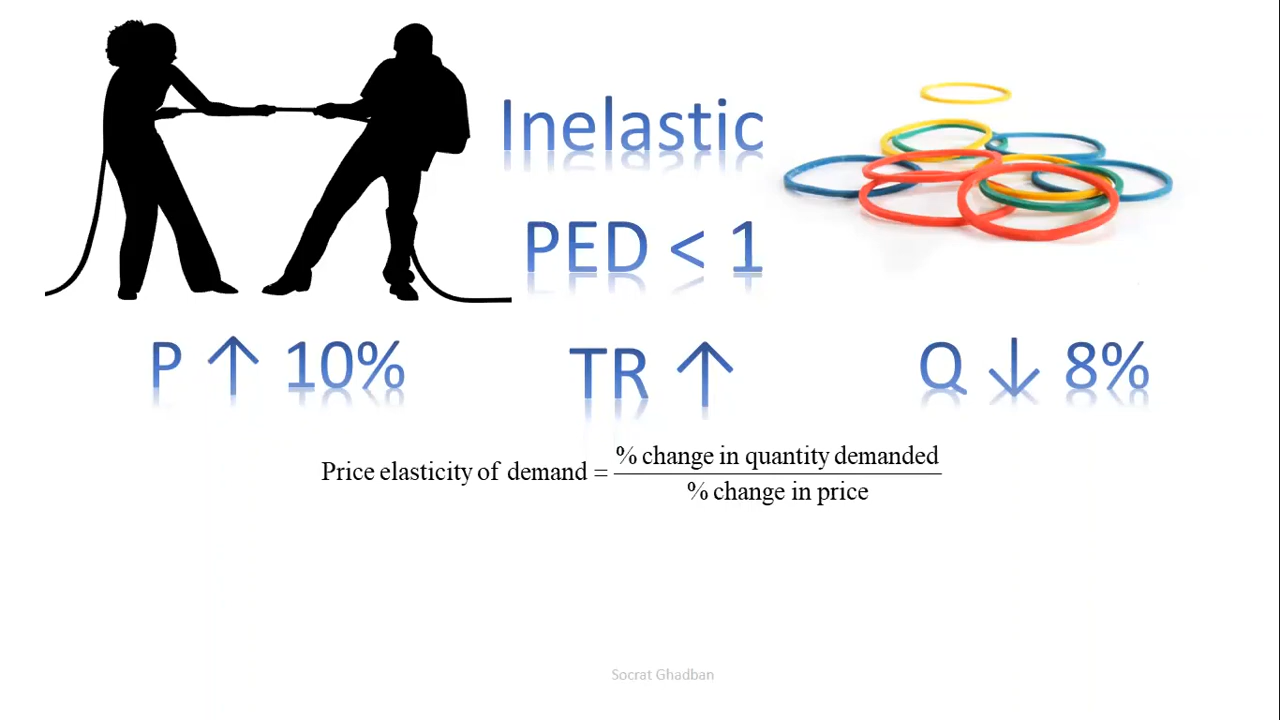 Inelastic
PED < 1
P ↑ 10%
TR ↑
Q ↓ 8%
Price elasticity of demand = % change in quantity demanded
% change in price
Socrat Ghadban